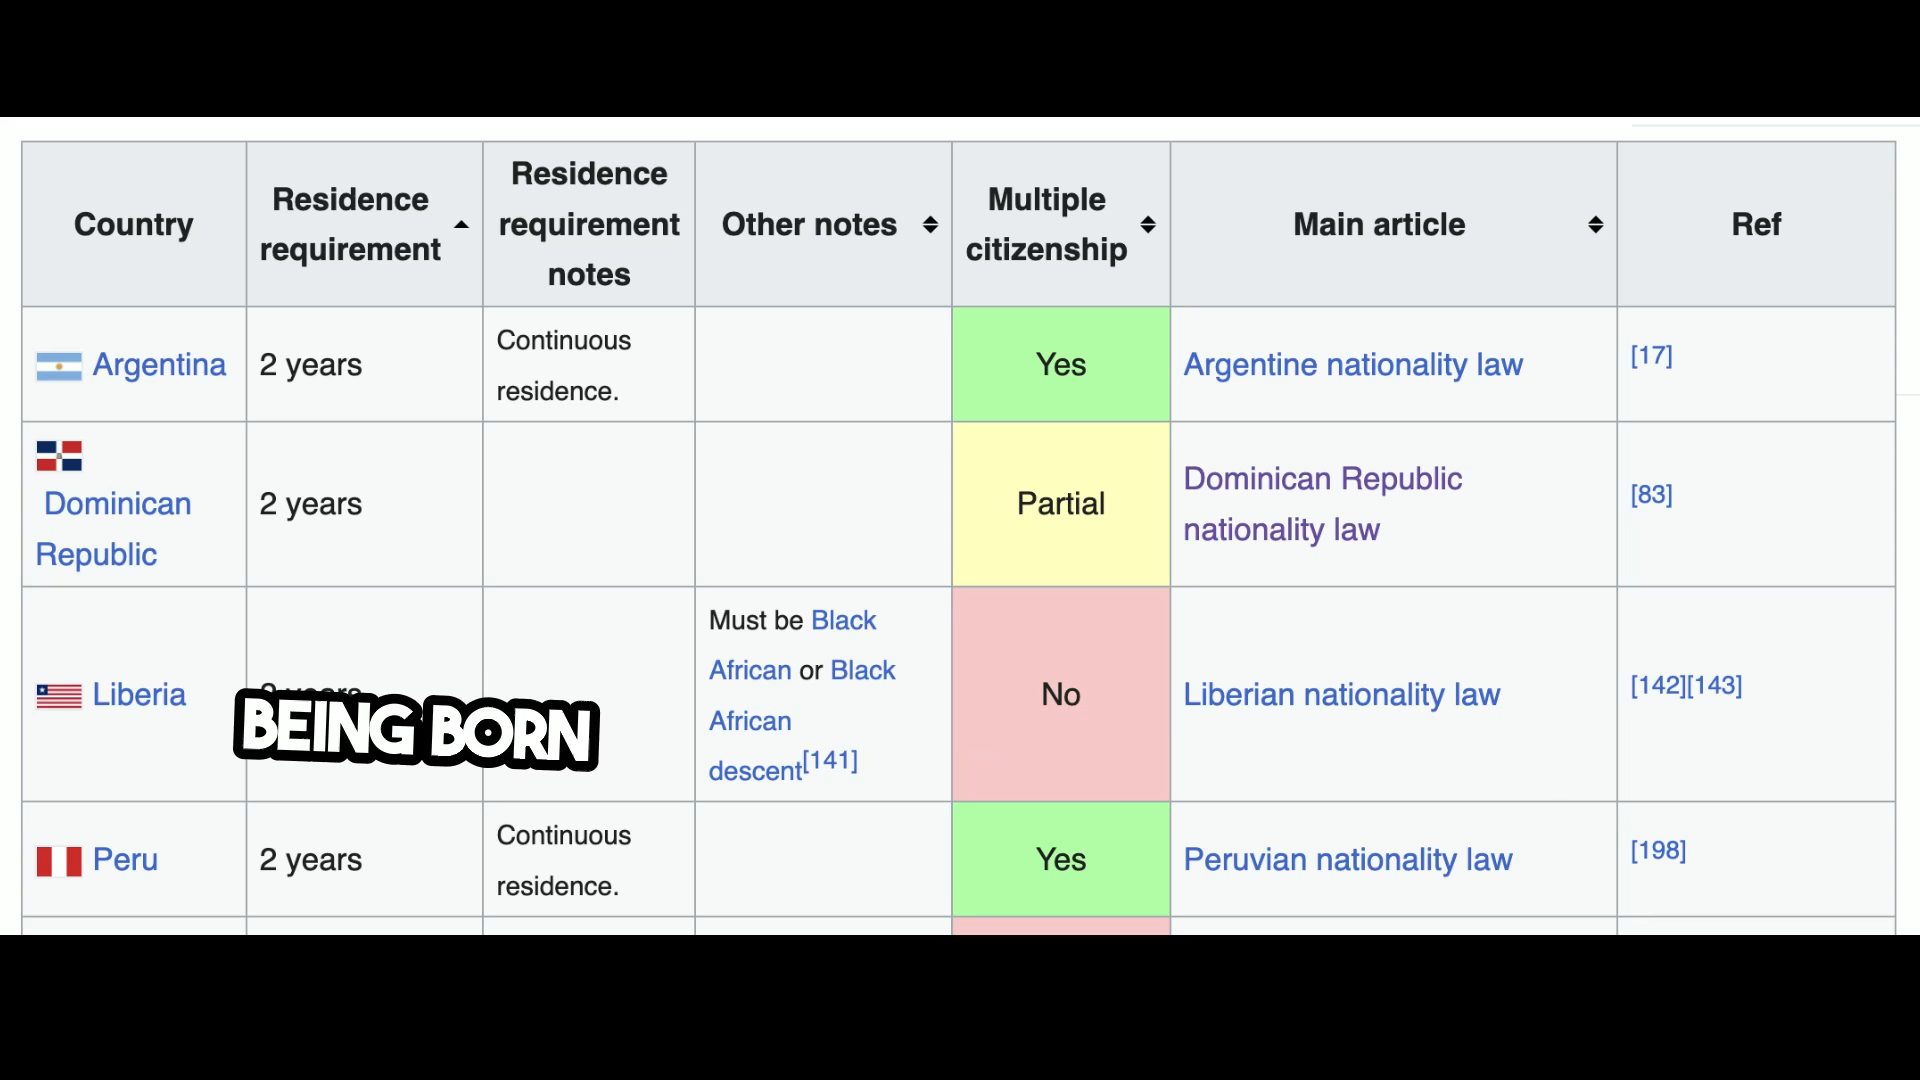 Country
Residence
requirement
Residence
requirement
notes
Other notes
Multiple
citizenship
Main article
Ref
Argentina
2 years
Continuous
residence.
Yes
Argentine nationality law
[17]
Dominican
Republic
2 years
Partial
Dominican Republic
nationality law
[83]
Liberia
BEING BORN
Must be Black
African or Black
African
descent[141]
No
Liberian nationality law
[142][143]
Peru
2 years
Continuous
residence.
Yes
Peruvian nationality law
[198]